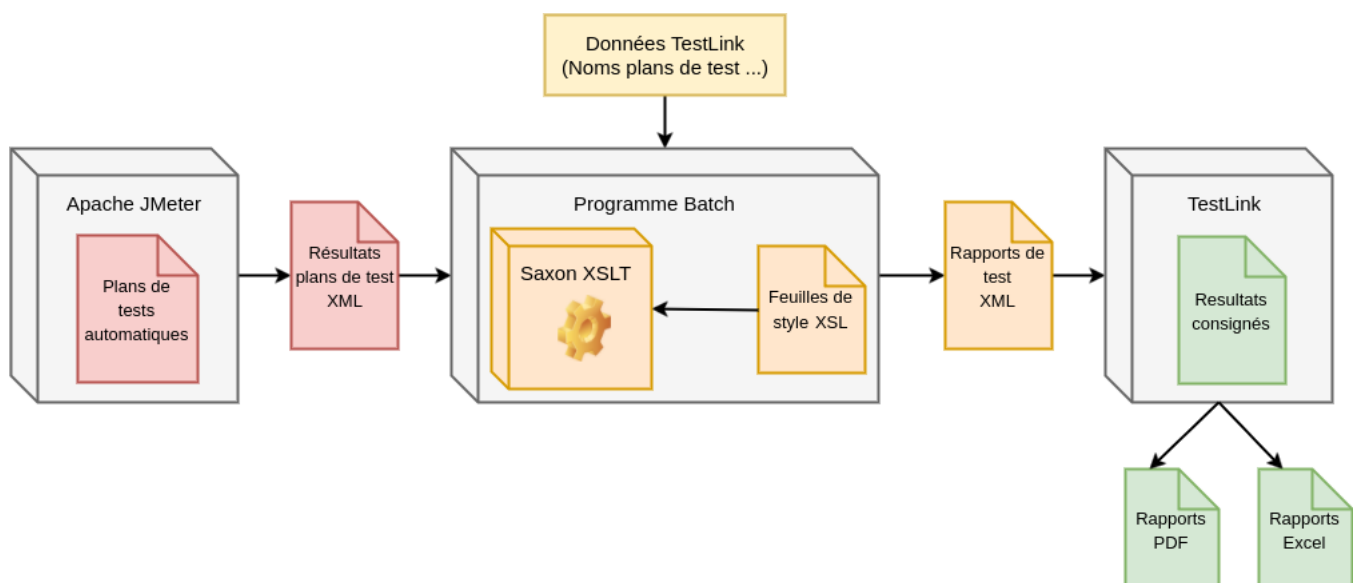 Données TestLink
(Noms plans de test ...)
Apache JMeter
Plans de
tests
automatiques
Résultats
plans de test
XML
Programme Batch
Saxon XSLT
Feuilles de
style XSL
Rapports de
test
XML
TestLink
Resultats
consignés
Rapports
PDF
Rapports
Excel